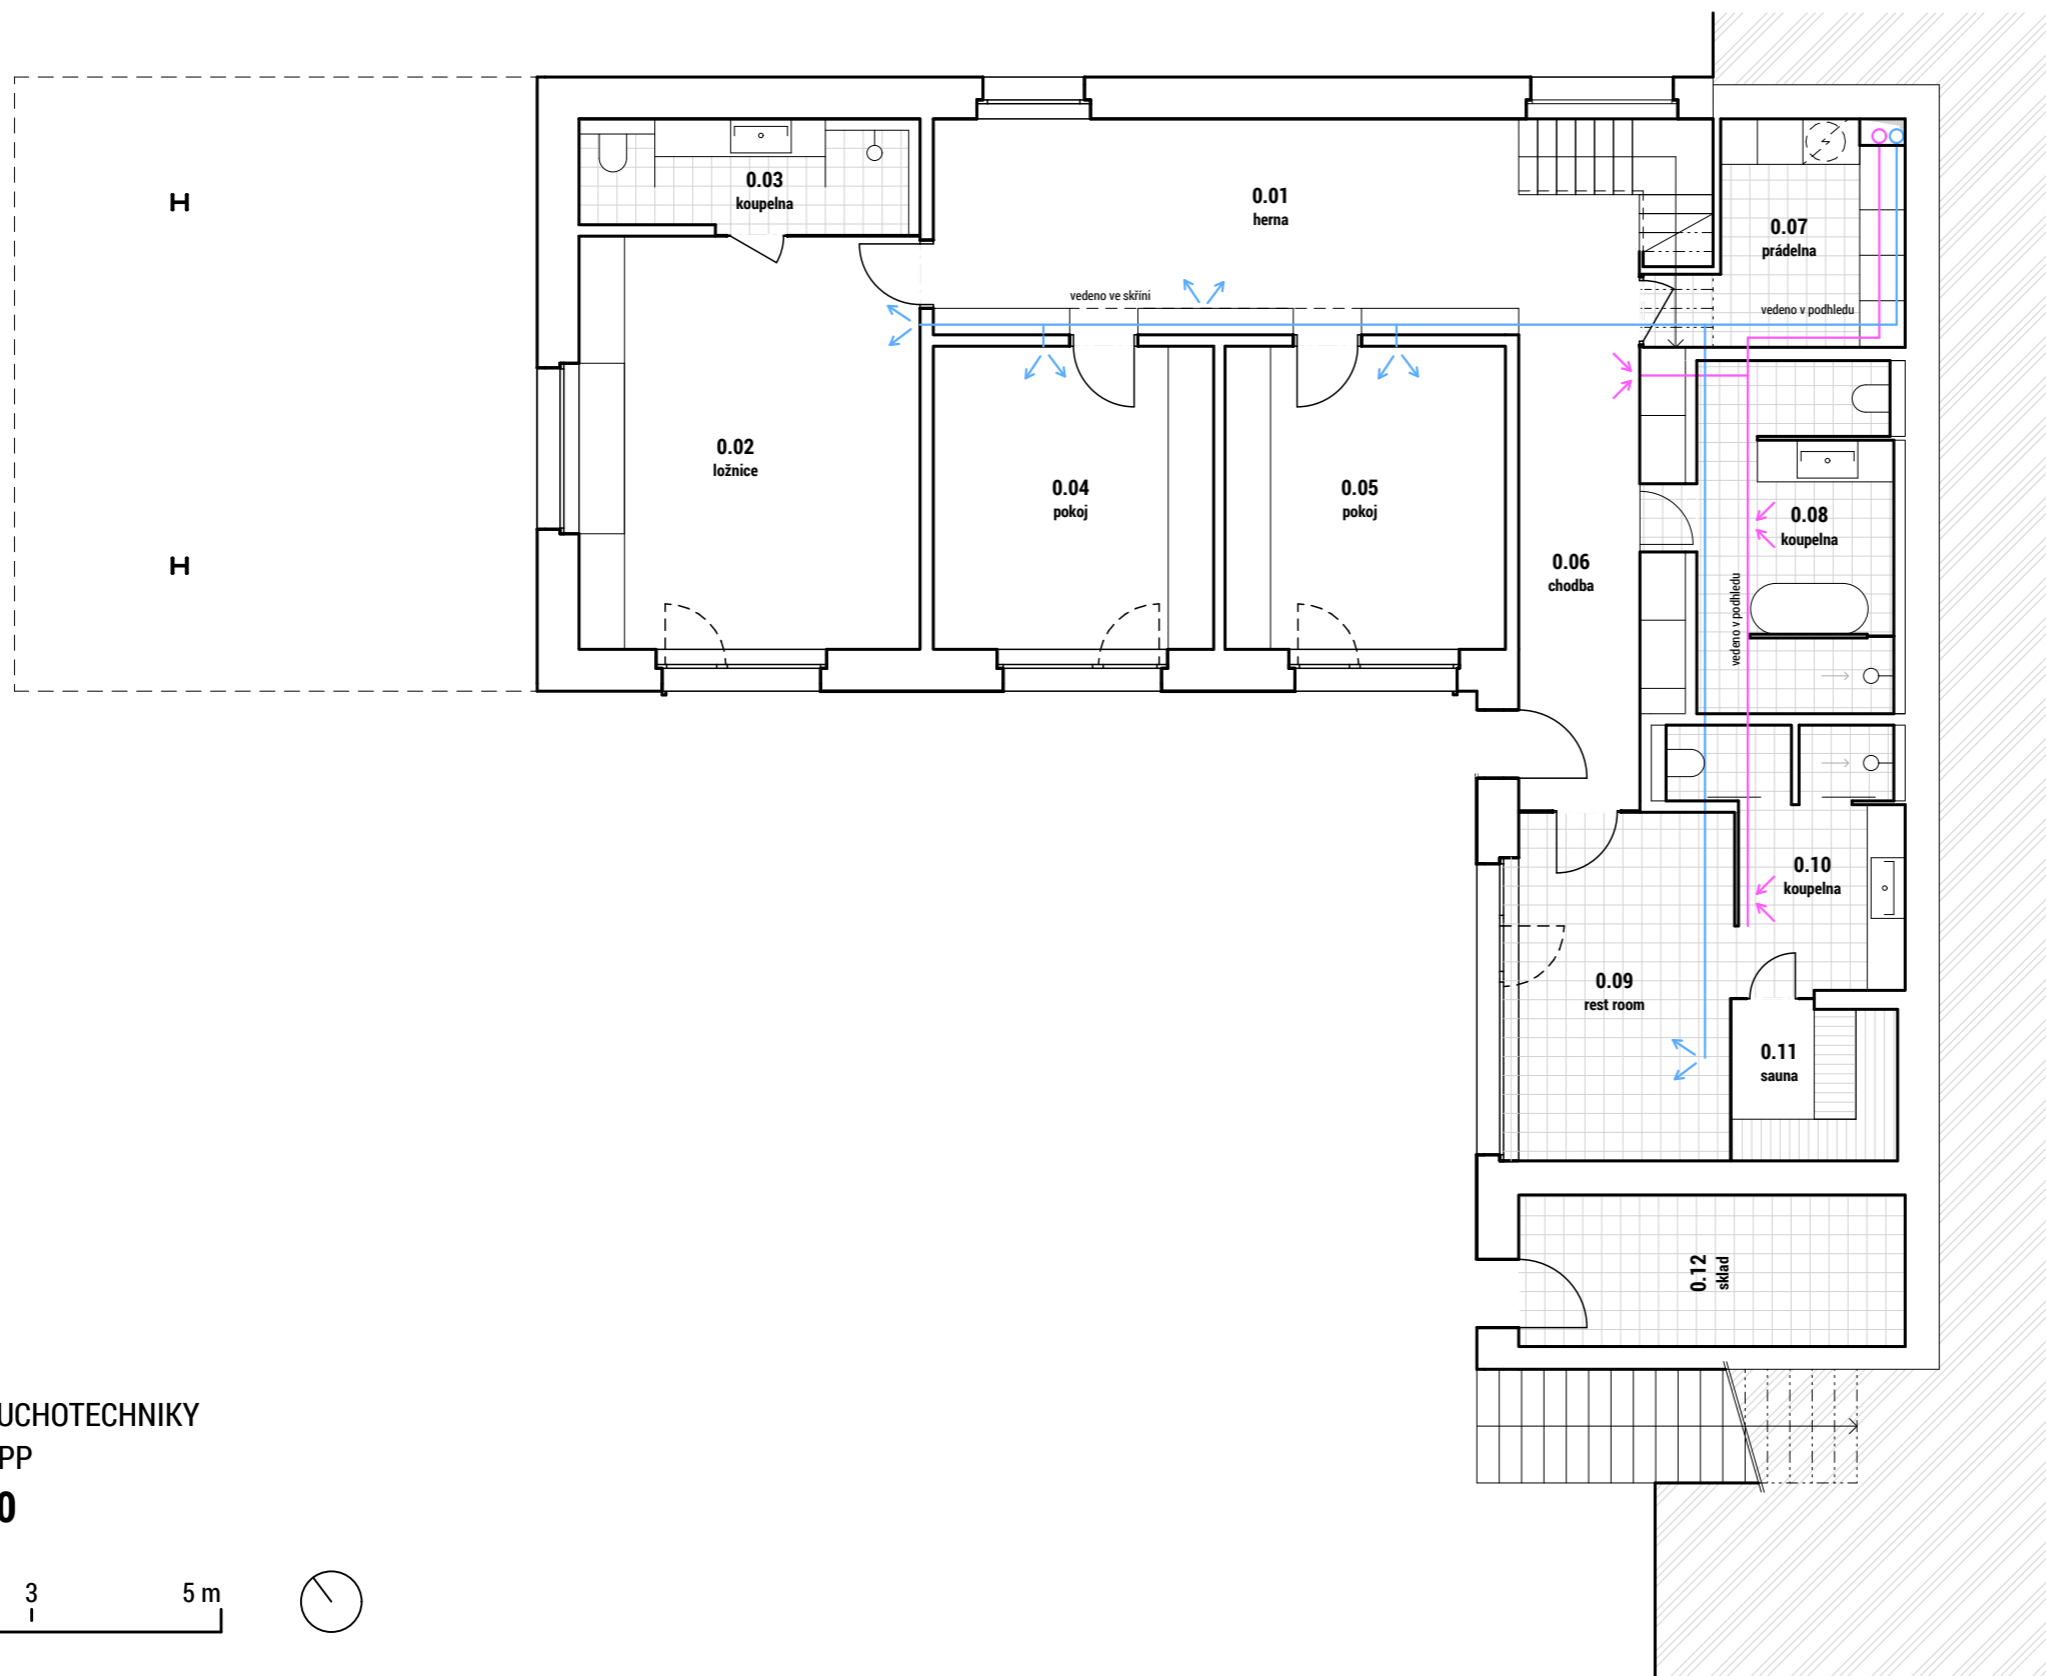 H
0.03
koupelna
0.01
herna
0.07
prádelna
vedeno ve skříni
vedeno v podhledu
0.02
ložnice
0.04
pokoj
0.05
pokoj
0.06
chodba
0.08
koupelna
vedeno v podhledu
H
0.10
koupelna
0.09
rest room
0.11
sauna
0.12
sklad
UCHOTECHNIKY
PP
0
3
5 m